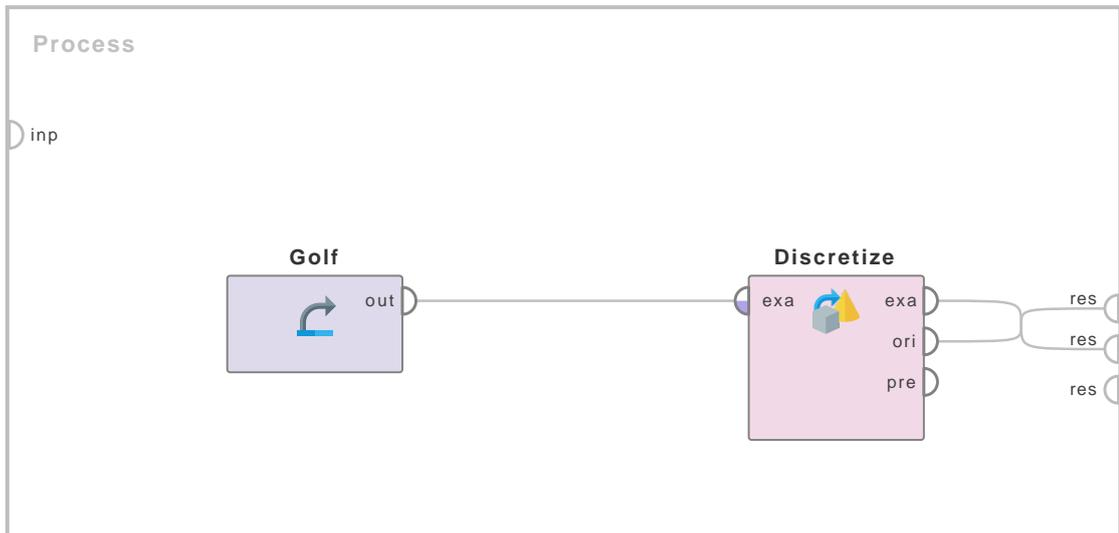 Process
inp
Golf
Discretize
out
exa
exa
res
ori
res
pre
res